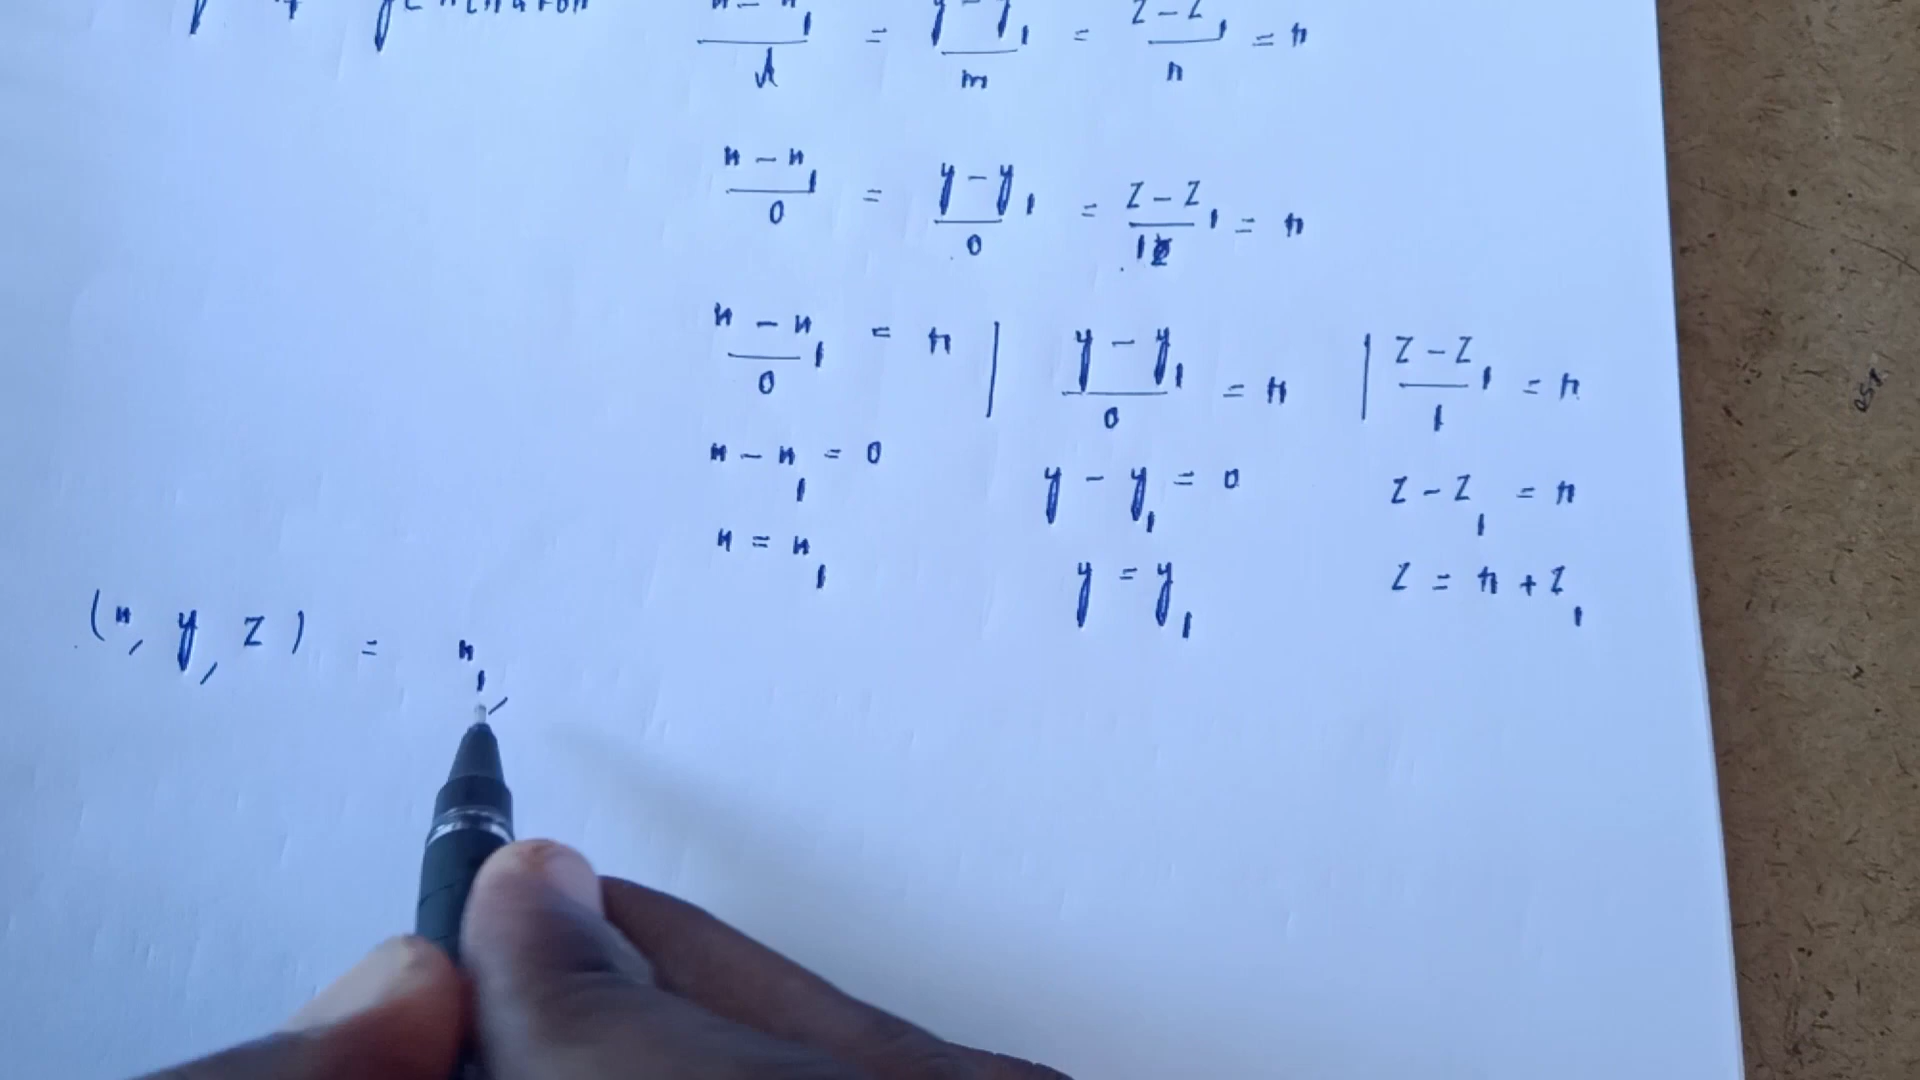 generator (x - x₁)/l = (y - y₁)/m = (z - z₁)/n = r
(x - x₁)/0 = (y - y₁)/0 = (z - z₁)/1 = r
(x - x₁)/0 = r | (y - y₁)/0 = r | (z - z₁)/1 = r
x - x₁ = 0 y - y₁ = 0 z - z₁ = r
x = x₁ y = y₁ z = r + z₁
(x, y, z) = x₁,